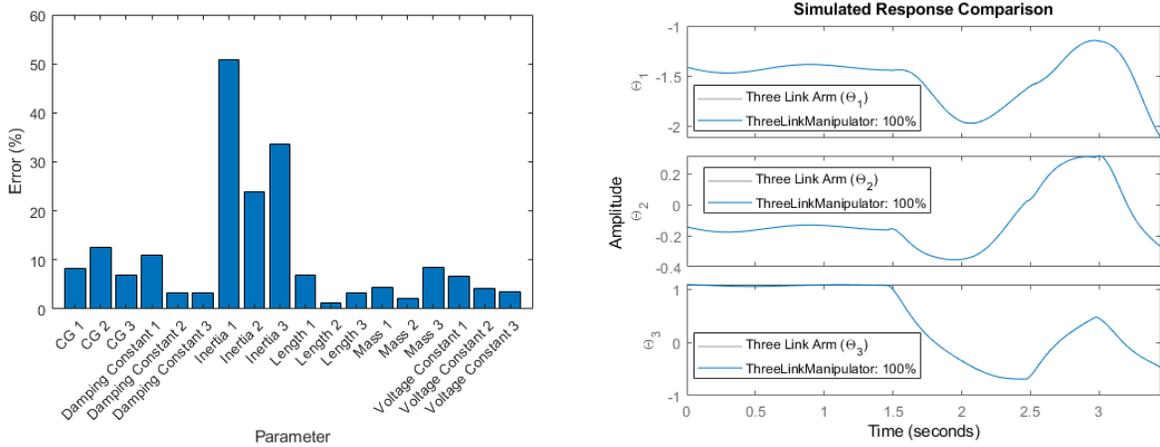 60
50
40
30
20
10
0
Error (%)
CG 1
CG 2
CG 3
Damping Constant 1
Damping Constant 2
Damping Constant 3
Inertia 1
Inertia 2
Inertia 3
Length 1
Length 2
Length 3
Mass 1
Mass 2
Mass 3
Voltage Constant 1
Voltage Constant 2
Voltage Constant 3
Parameter
Simulated Response Comparison
Amplitude
-1
-1.5
-2
Θ1
Three Link Arm (Θ1)
ThreeLinkManipulator: 100%
0.2
0
-0.2
-0.4
Θ2
Three Link Arm (Θ2)
ThreeLinkManipulator: 100%
1
0
-1
Θ3
Three Link Arm (Θ3)
ThreeLinkManipulator: 100%
0 0.5 1 1.5 2 2.5 3
Time (seconds)